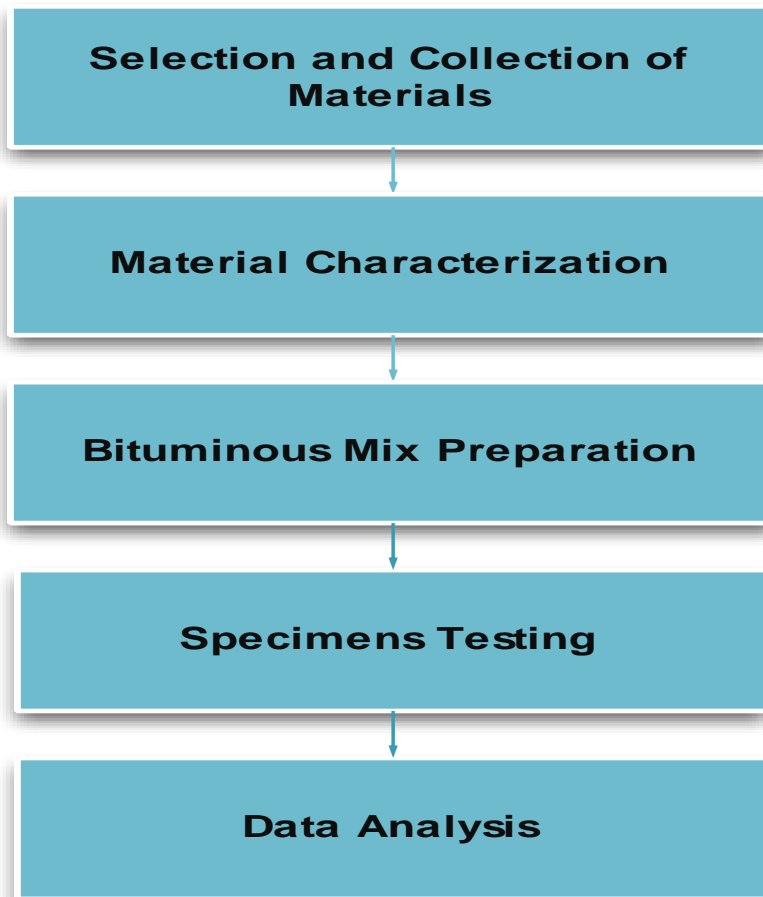 Selection and Collection of
Materials
Material Characterization
Bituminous Mix Preparation
Specimens Testing
Data Analysis